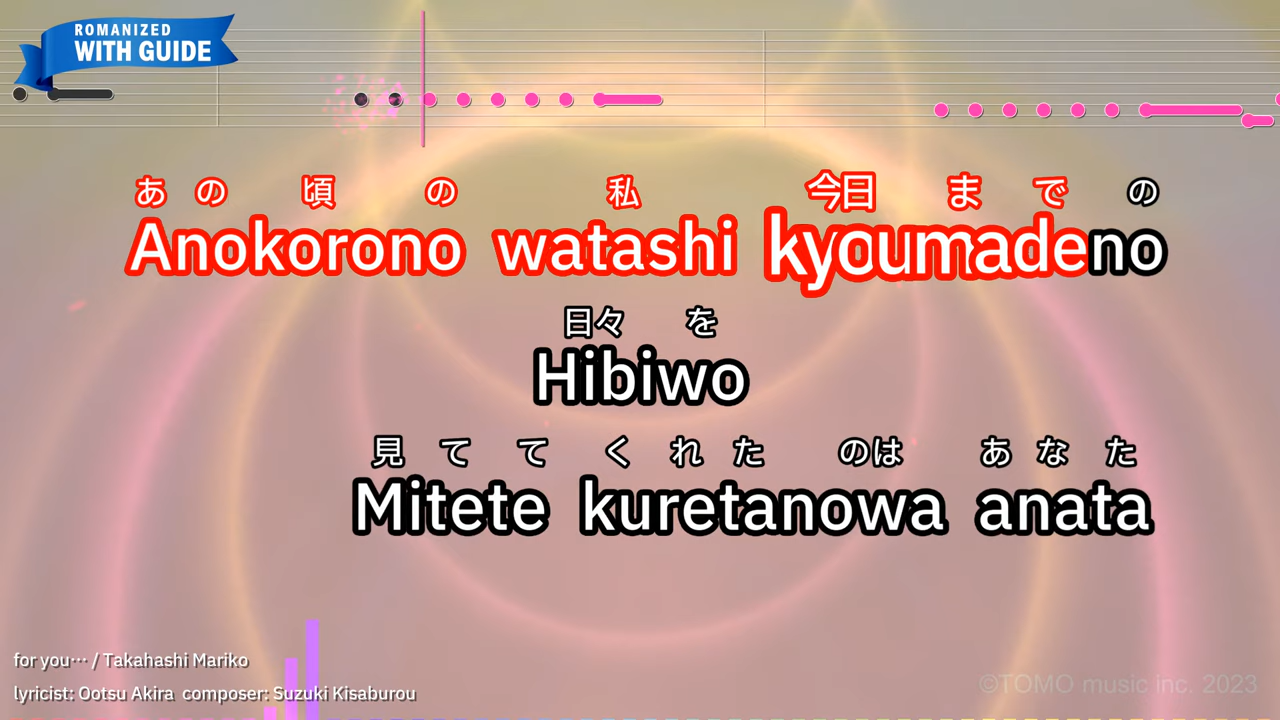 ROMANIZED
WITH GUIDE
あの頃の私今日までの
Anokorono watashi kyoumadeno
日々を
Hibiwo
見ててくれたのはあなた
Mitete kuretanowa anata
for you… / Takahashi Mariko
lyricist: Ootsu Akira composer: Suzuki Kisaburou
©TOMO music inc. 2023